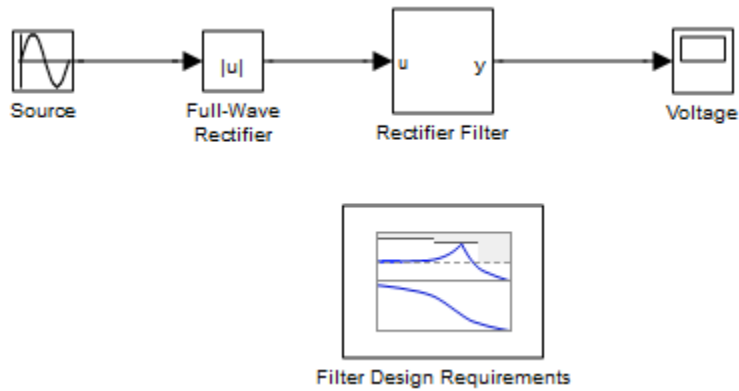 |u|
u
y
Source
Full-Wave
Rectifier
Rectifier Filter
Voltage
Filter Design Requirements